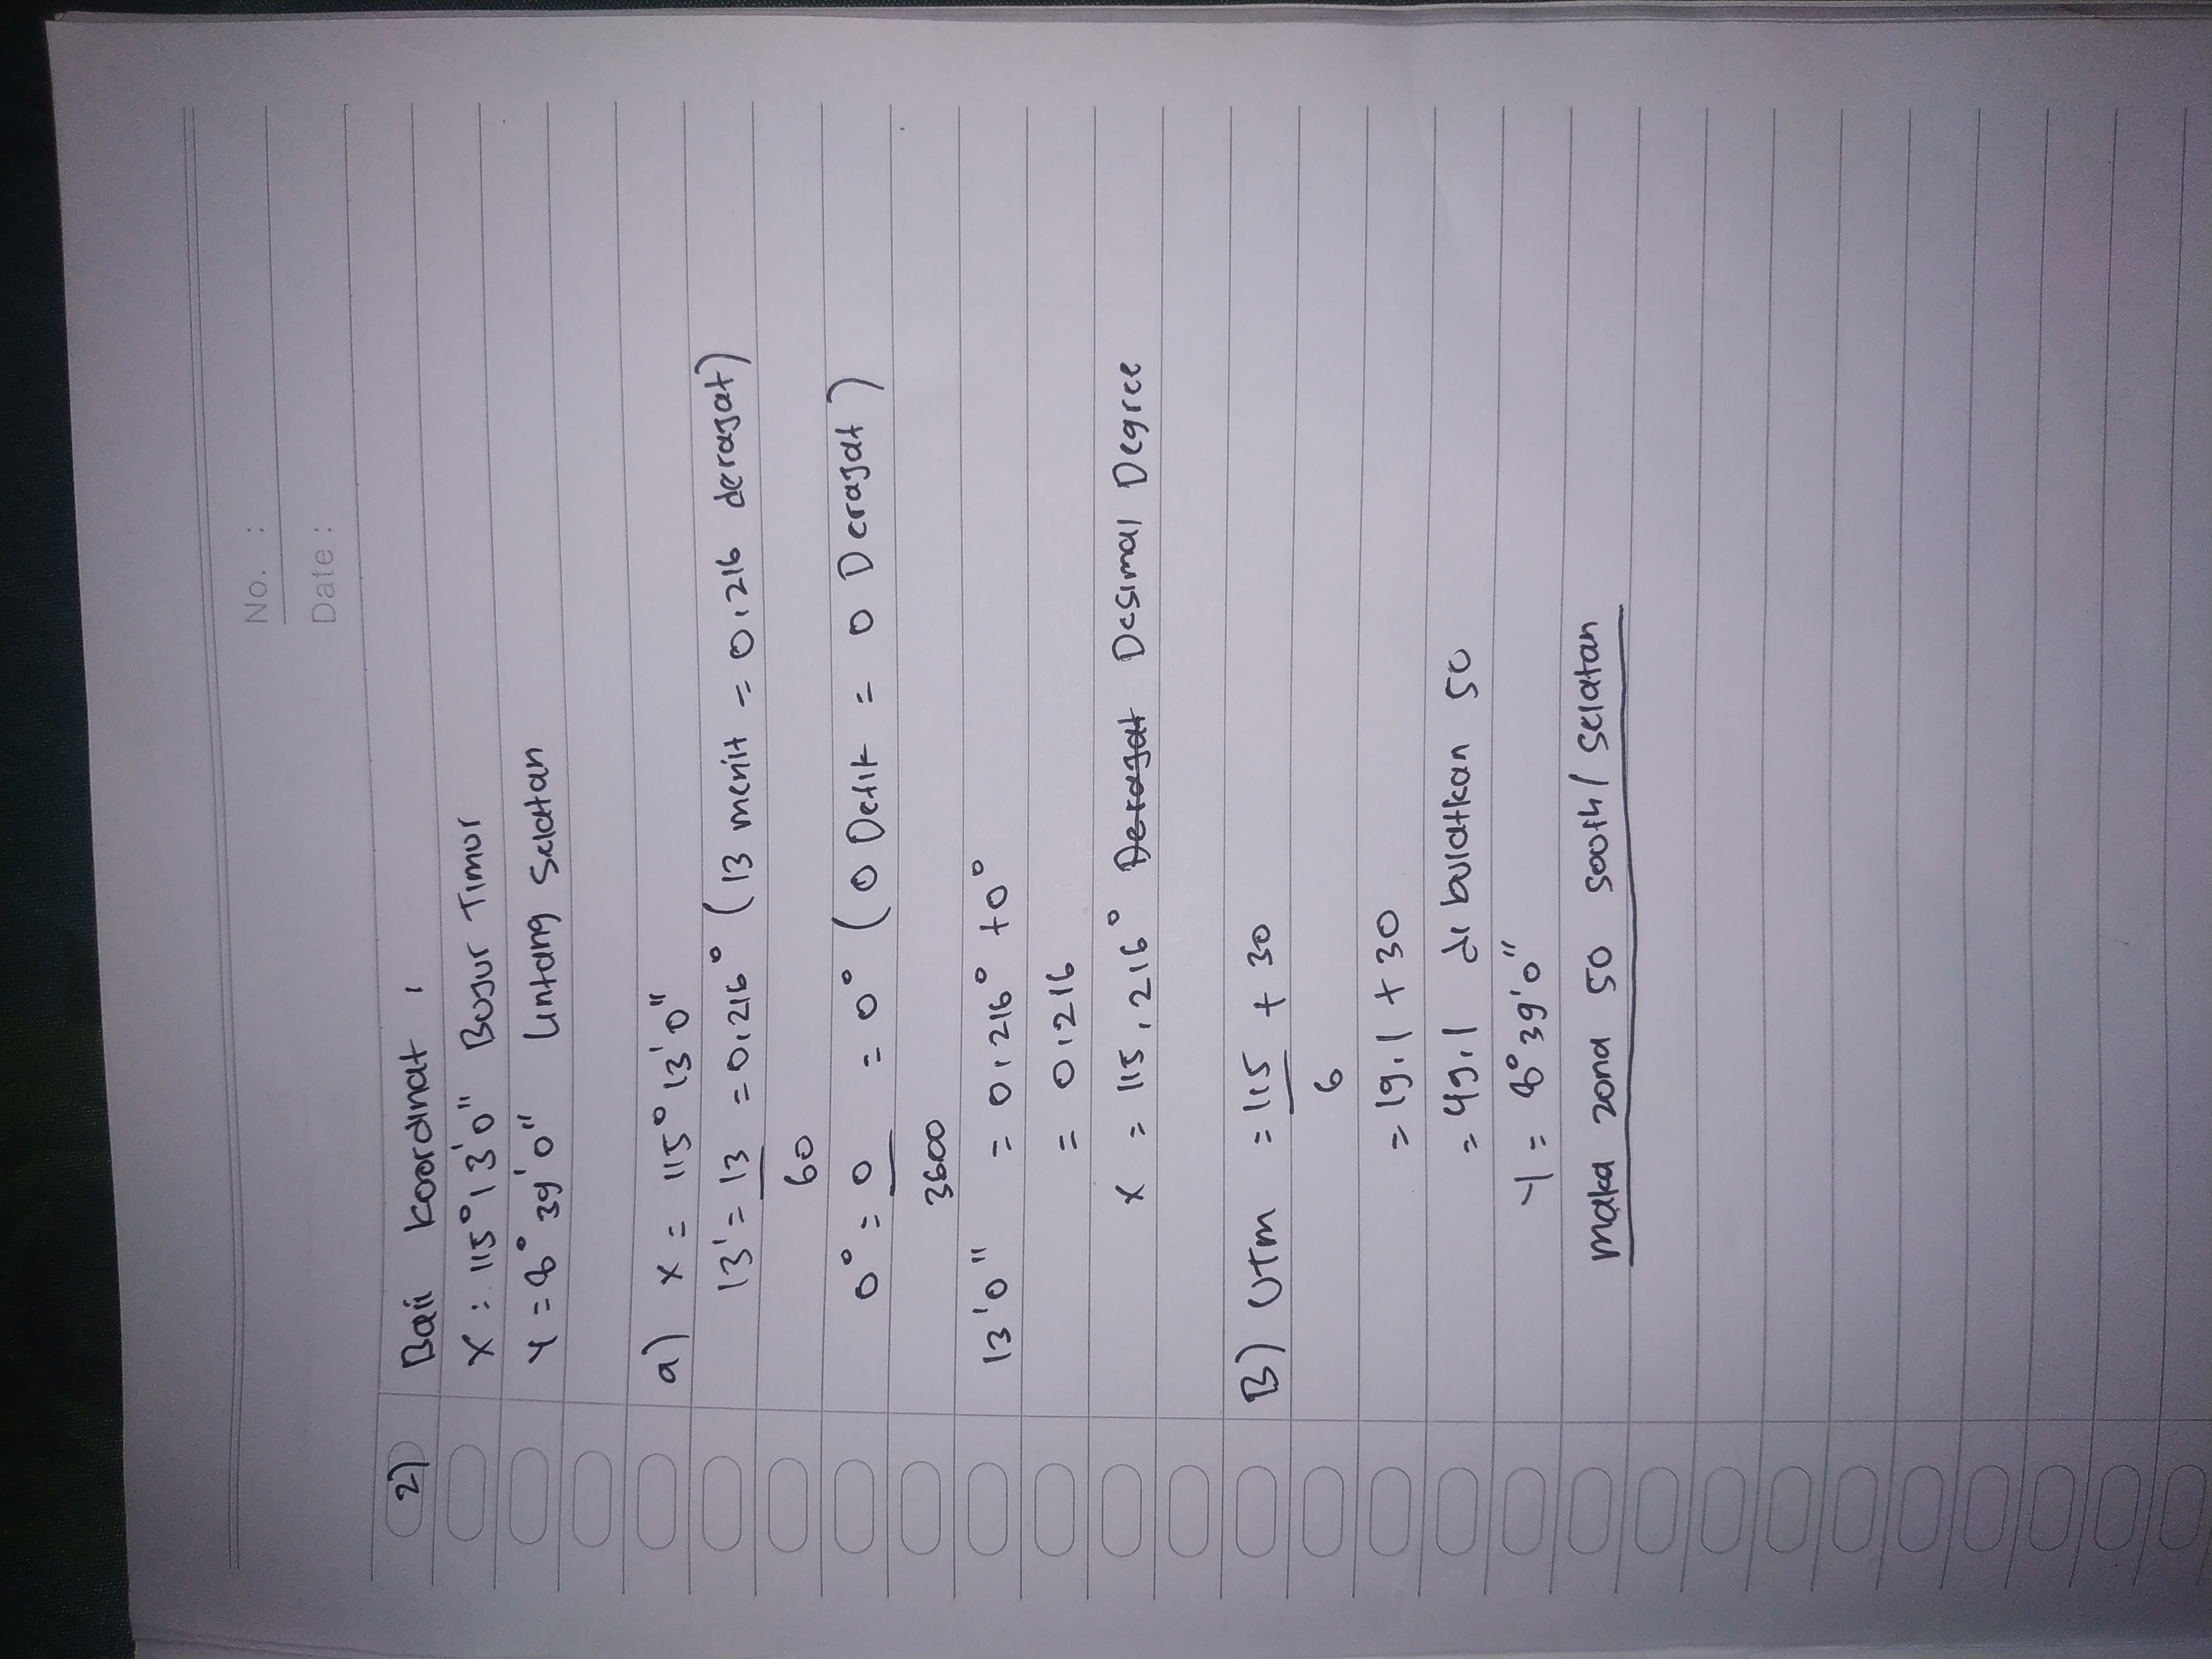 No. :
Date :
2) Bali Koordinat :
X : 115° 13' 0" Bujur Timur
Y = 8° 39' 0" Lintang Selatan
a) X = 115° 13' 0"
13' = 13 = 0,216° (13 menit = 0,216 derajat)
60
0° = 0 = 0° (0 Detik = 0 Derajat)
3600
13' 0" = 0,216° + 0°
= 0,216
X = 115,216° Derajat Desimal Degree
B) UTM = 115 + 30
6
= 19,1 + 30
= 49,1 di bulatkan 50
Y = 8° 39' 0"
maka zona 50 sooth / selatan